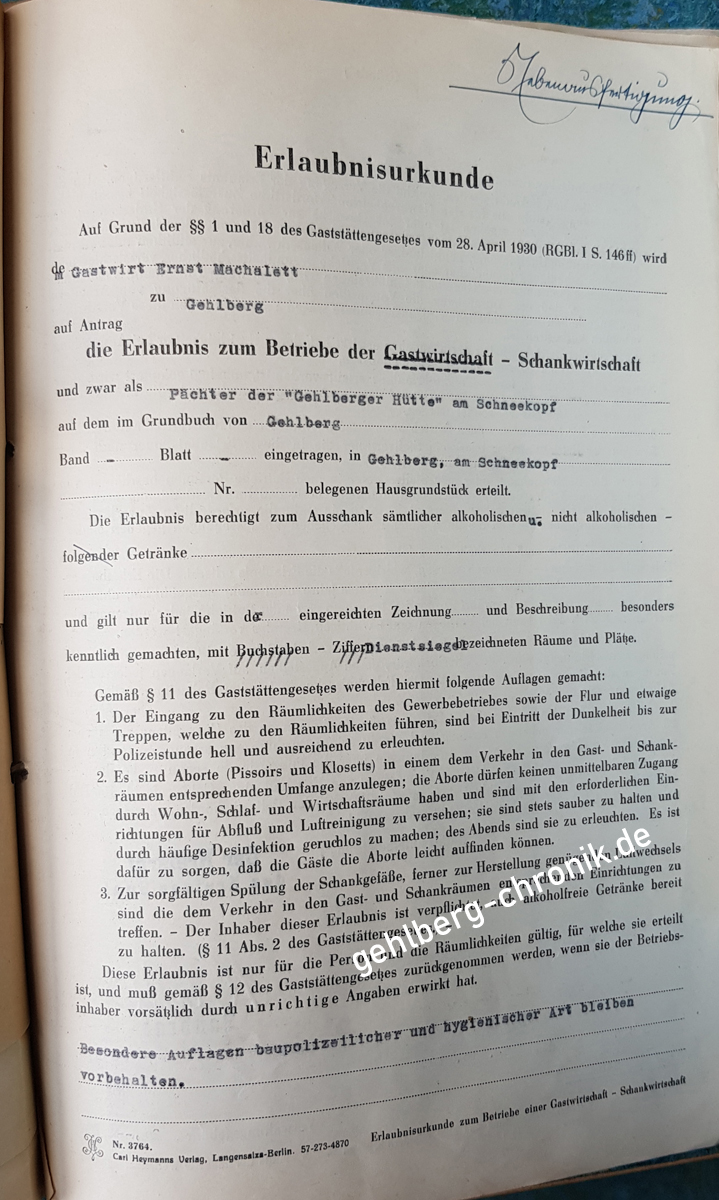 Nebenausfertigung.
Erlaubnisurkunde
Auf Grund der §§ 1 und 18 des Gaststättengesetzes vom 28. April 1930 (RGBl. I S. 146 ff) wird
dem Gastwirt Ernst Machalett
zu Gehlberg
auf Antrag
die Erlaubnis zum Betriebe der Gastwirtschaft – Schankwirtschaft
und zwar als Pächter der "Gehlberger Hütte" am Schneekopf
auf dem im Grundbuch von Gehlberg
Band - Blatt - eingetragen, in Gehlberg, am Schneekopf
Nr. belegenen Hausgrundstück erteilt.
Die Erlaubnis berechtigt zum Ausschank sämtlicher alkoholischen u. nicht alkoholischen –
folgender Getränke
und gilt nur für die in der eingereichten Zeichnung und Beschreibung besonders
kenntlich gemachten, mit Buchstaben – Ziffern Dienstsiegel bezeichneten Räume und Plätze.
Gemäß § 11 des Gaststättengesetzes werden hiermit folgende Auflagen gemacht:
1. Der Eingang zu den Räumlichkeiten des Gewerbebetriebes sowie der Flur und etwaige
Treppen, welche zu den Räumlichkeiten führen, sind bei Eintritt der Dunkelheit bis zur
Polizeistunde hell und ausreichend zu erleuchten.
2. Es sind Aborte (Pissoirs und Klosetts) in einem dem Verkehr in den Gast- und Schank-
räumen entsprechenden Umfange anzulegen; die Aborte dürfen keinen unmittelbaren Zugang
durch Wohn-, Schlaf- und Wirtschaftsräume haben und sind mit den erforderlichen Ein-
richtungen für Abfluß und Luftreinigung zu versehen; sie sind stets sauber zu halten und
durch häufige Desinfektion geruchlos zu machen; des Abends sind sie zu erleuchten. Es ist
dafür zu sorgen, daß die Gäste die Aborte leicht auffinden können.
3. Zur sorgfältigen Spülung der Schankgefäße, ferner zur Herstellung genügenden Luftwechsels
sind die dem Verkehr in den Gast- und Schankräumen entsprechenden Einrichtungen zu
treffen. – Der Inhaber dieser Erlaubnis ist verpflichtet, auch alkoholfreie Getränke bereit
zu halten. (§ 11 Abs. 2 des Gaststättengesetzes.)
Diese Erlaubnis ist nur für die Person und die Räumlichkeiten gültig, für welche sie erteilt
ist, und muß gemäß § 12 des Gaststättengesetzes zurückgenommen werden, wenn sie der Betriebs-
inhaber vorsätzlich durch unrichtige Angaben erwirkt hat.
Besondere Auflagen baupolizeilicher und hygienischer Art bleiben
vorbehalten.
Nr. 3764.
Carl Heymanns Verlag, Langensalza-Berlin. 57-273-4870
Erlaubnisurkunde zum Betriebe einer Gastwirtschaft – Schankwirtschaft
gehlberg-chronik.de